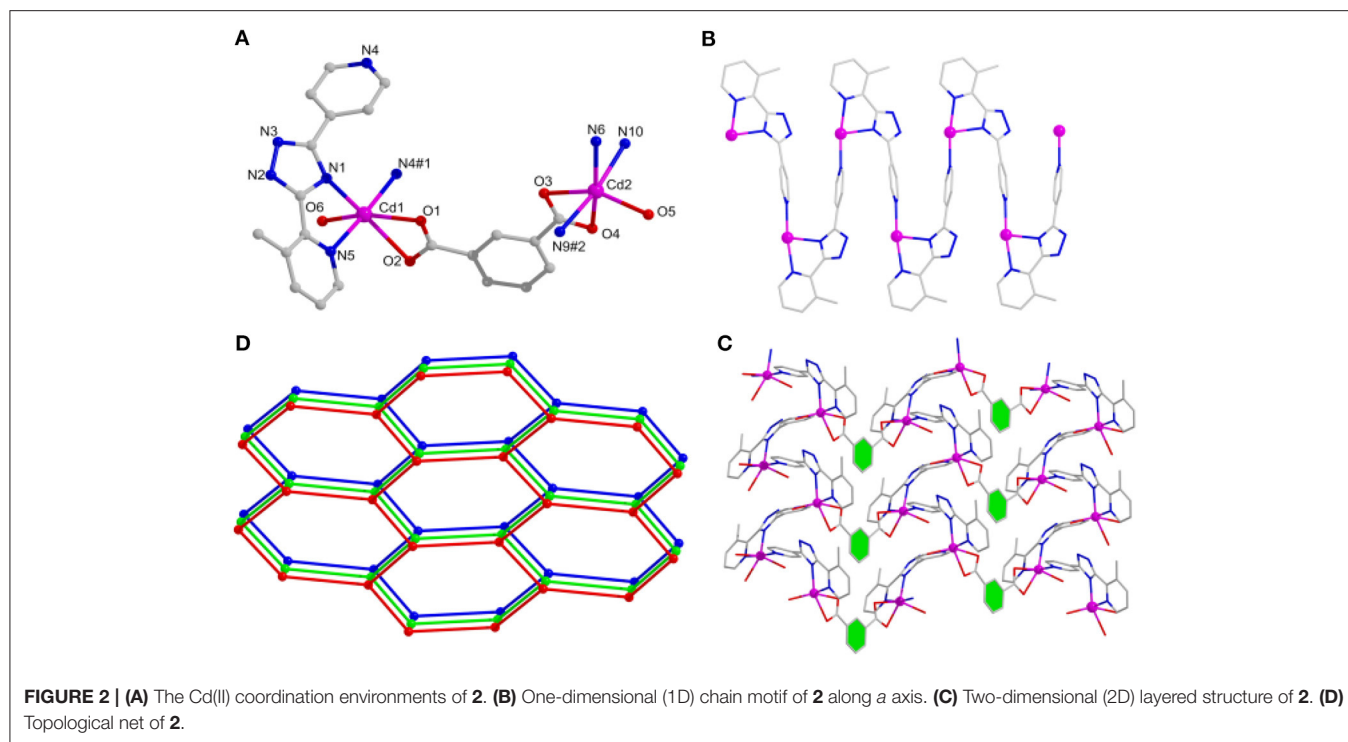 A
N4
N3
N1
N4#1
N2
O6
Cd1
O1
N5
O2
N6
N10
O3
Cd2
O5
O4
N9#2
B
D
C
FIGURE 2 | (A) The Cd(II) coordination environments of 2. (B) One-dimensional (1D) chain motif of 2 along a axis. (C) Two-dimensional (2D) layered structure of 2. (D)
Topological net of 2.